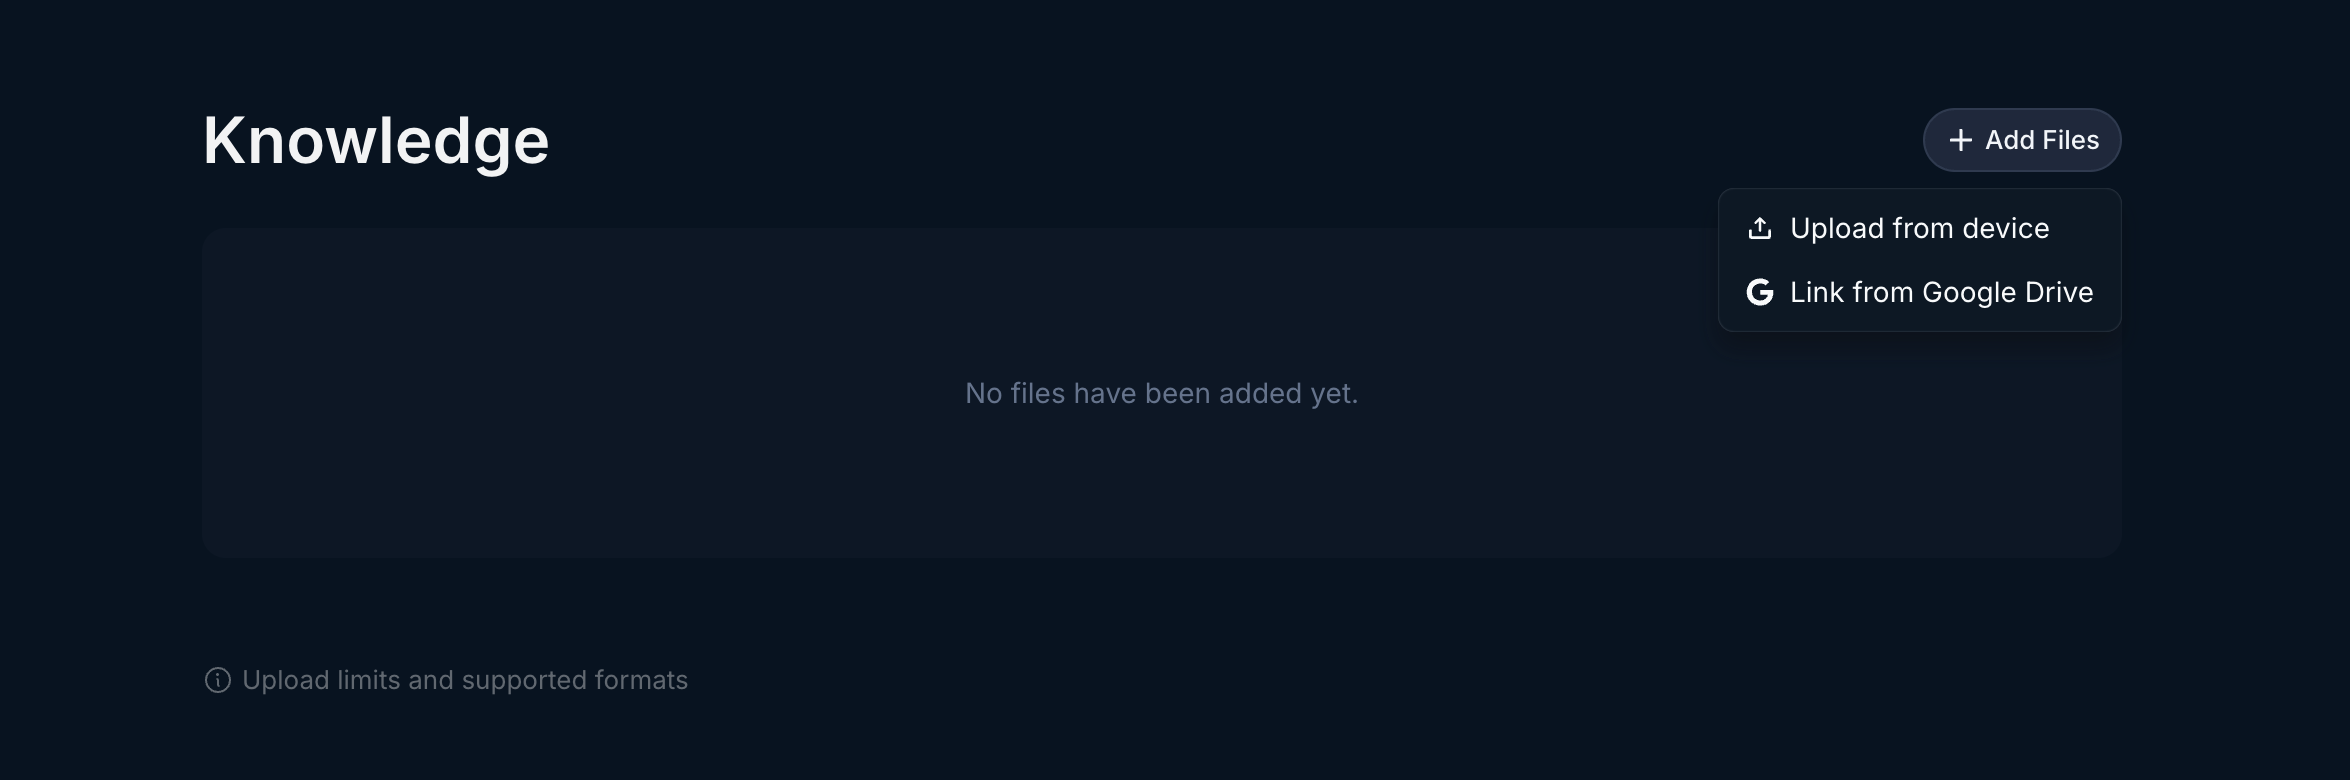 Knowledge
Add Files
Upload from device
Link from Google Drive
No files have been added yet.
Upload limits and supported formats